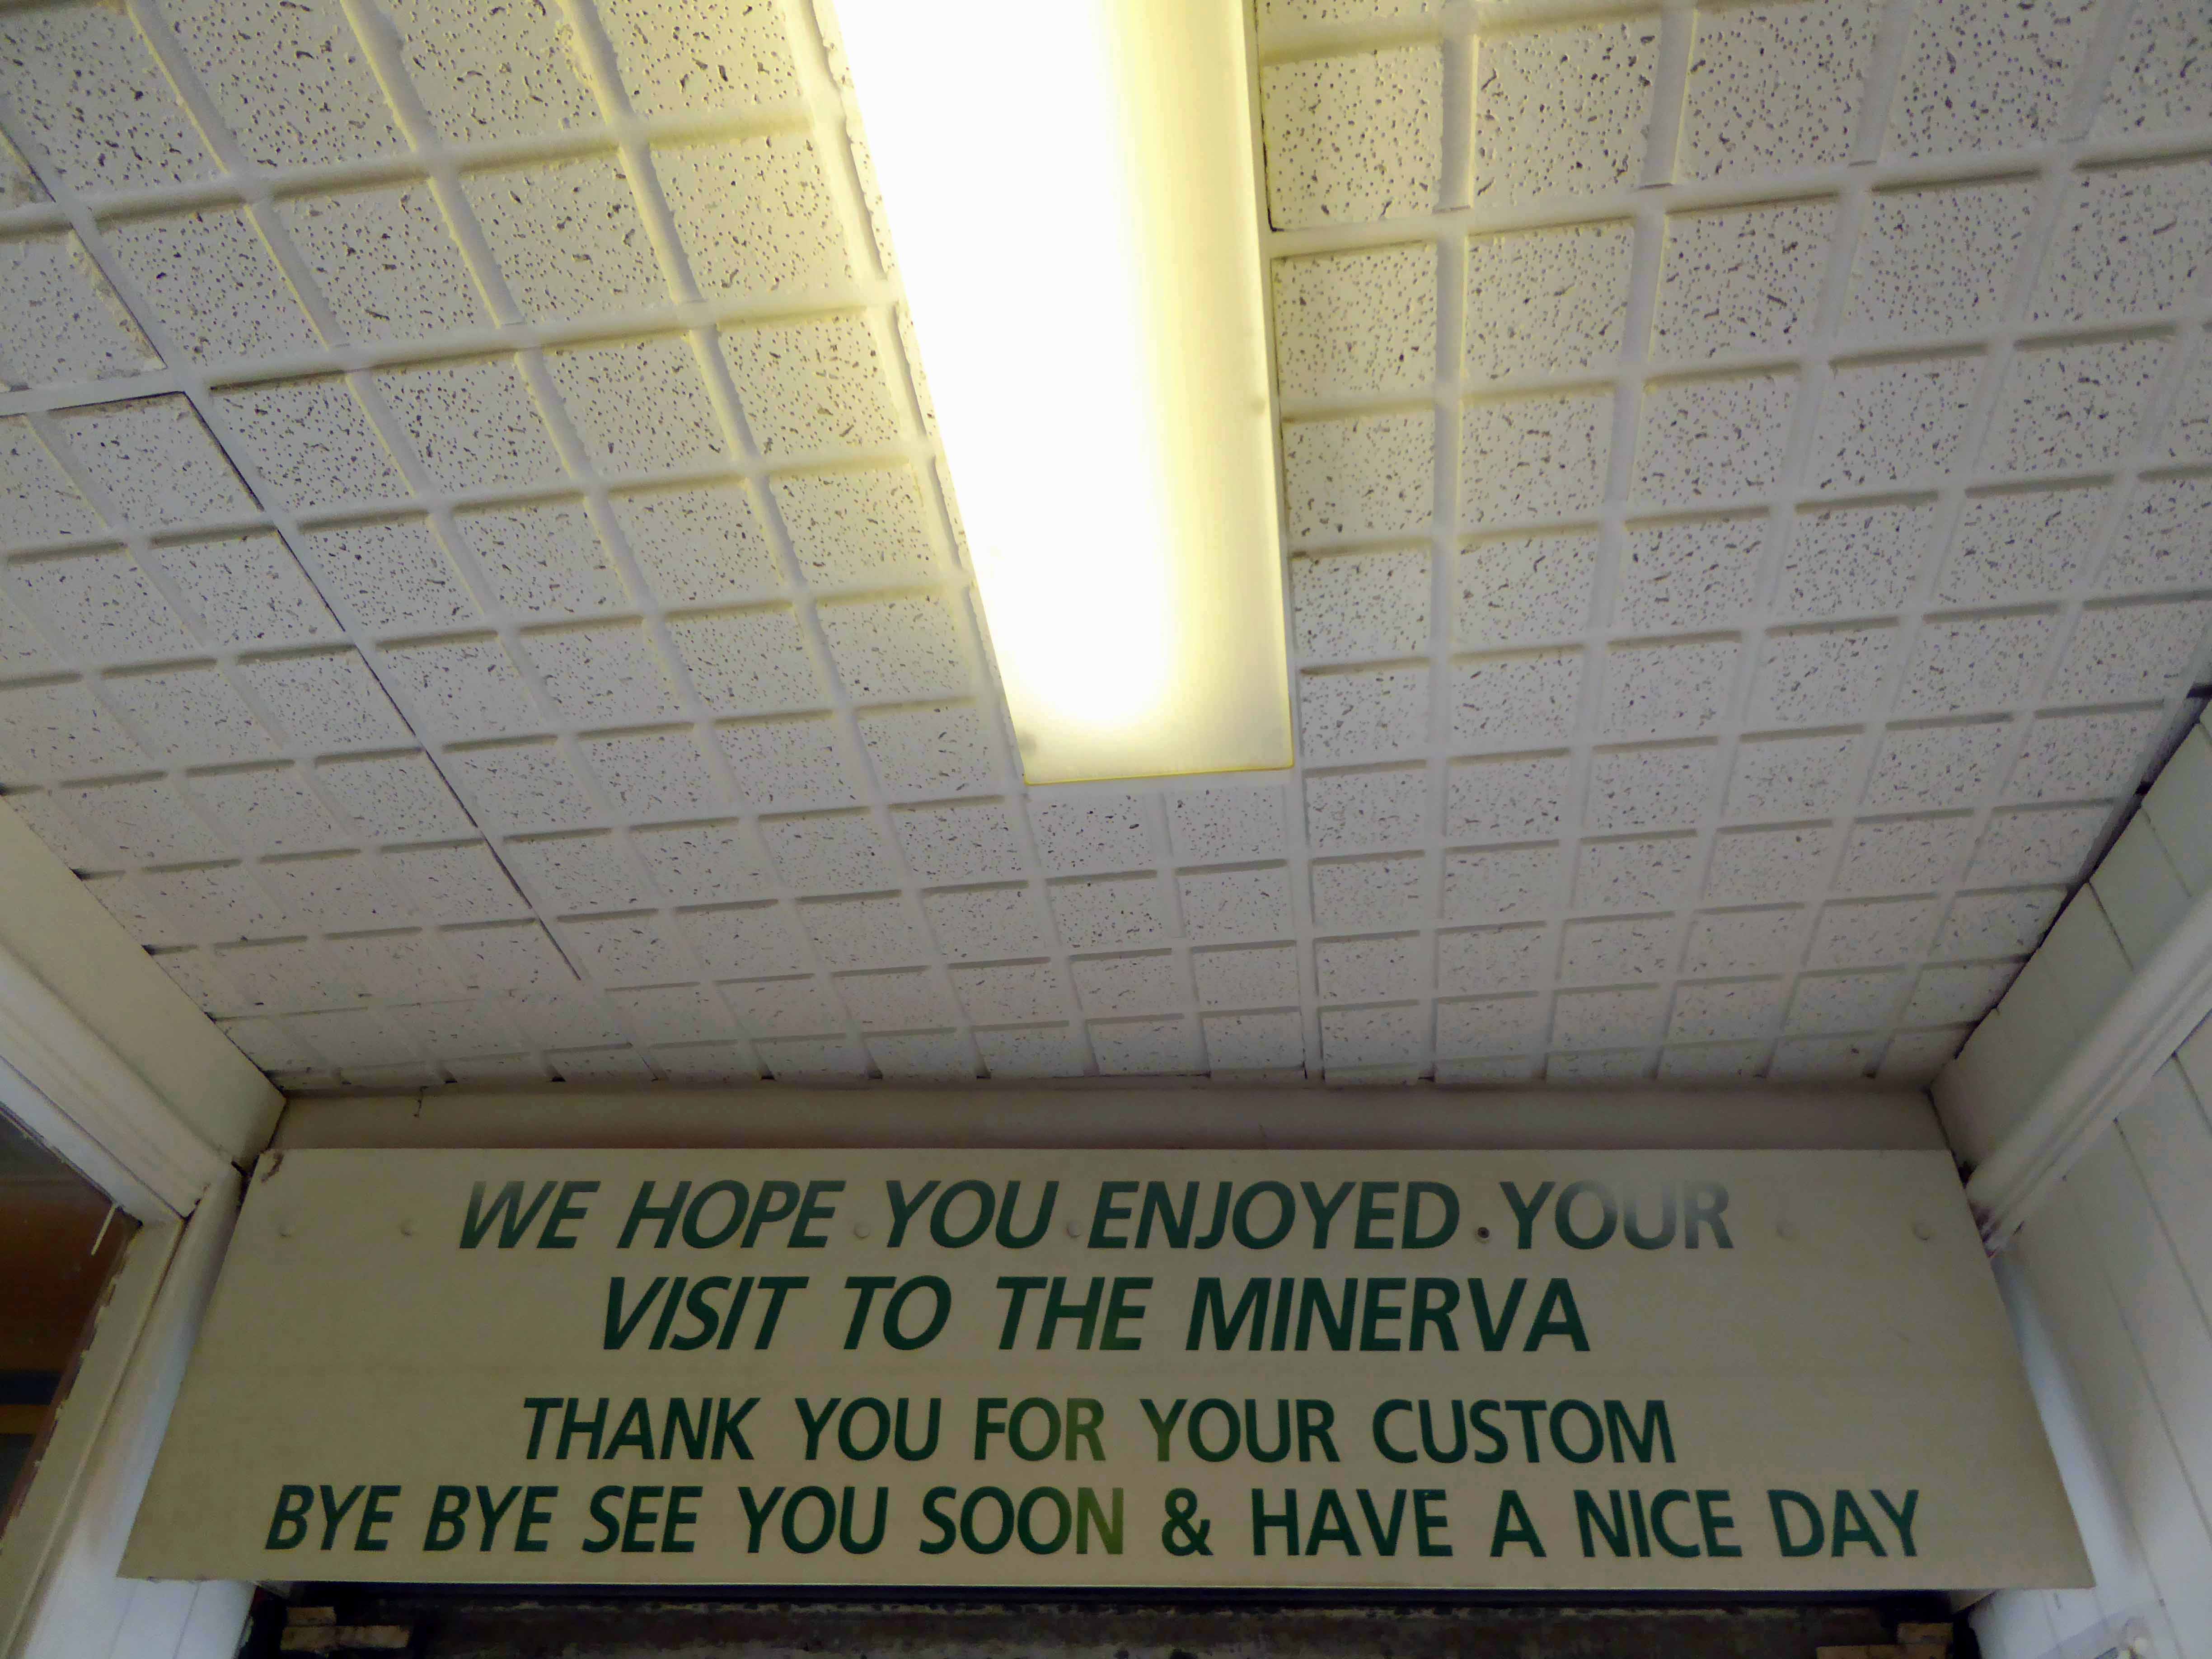 WE HOPE YOU ENJOYED YOUR
VISIT TO THE MINERVA
THANK YOU FOR YOUR CUSTOM
BYE BYE SEE YOU SOON & HAVE A NICE DAY